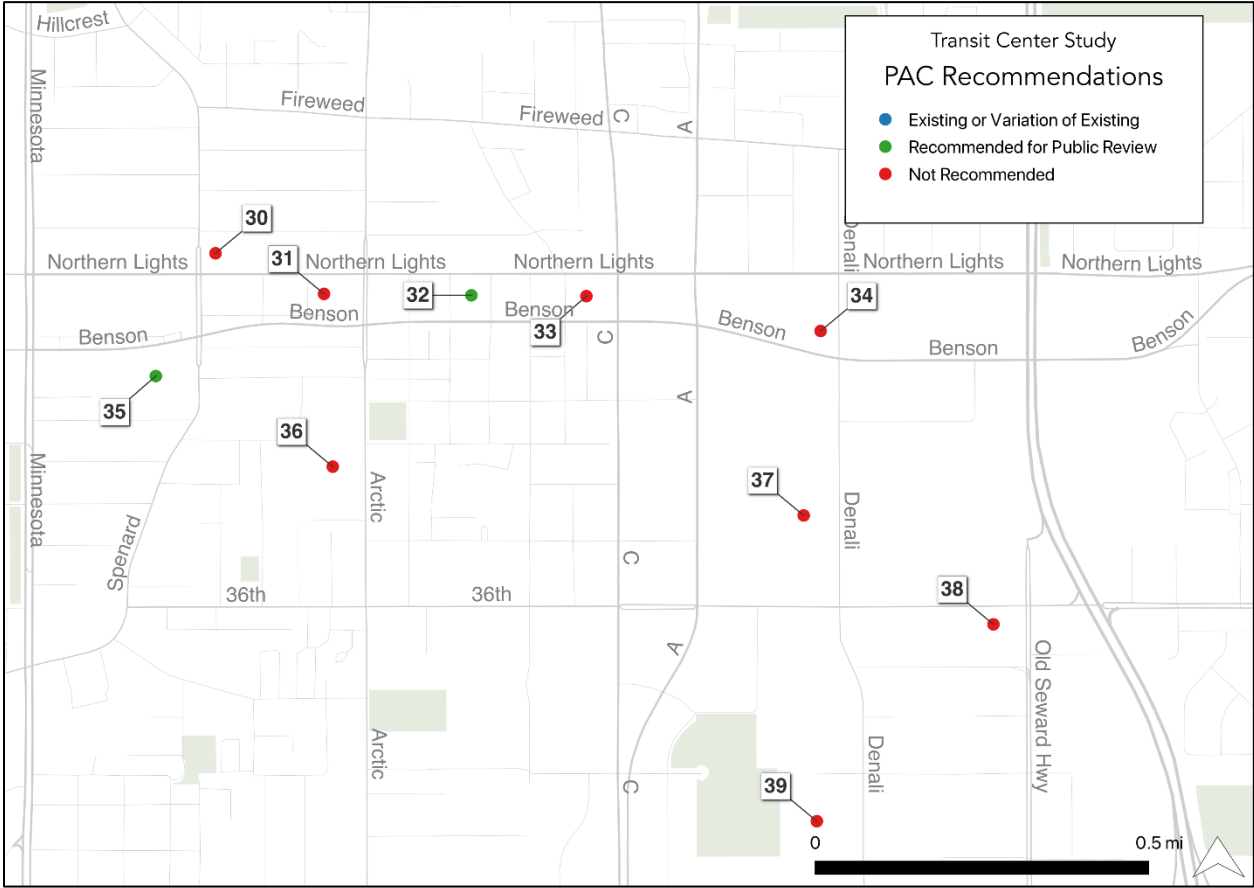 Hillcrest
Transit Center Study
PAC Recommendations
Existing or Variation of Existing
Recommended for Public Review
Not Recommended
Minnesota
Fireweed
Fireweed
C
A
Denali
30
31
Northern Lights
Northern Lights
Northern Lights
Northern Lights
Northern Lights
32
33
34
Benson
Benson
Benson
Benson
Benson
Benson
C
A
35
36
37
Minnesota
Arctic
Denali
Spenard
C
36th
36th
38
A
Old Seward Hwy
Arctic
Denali
C
39
0
0.5 mi